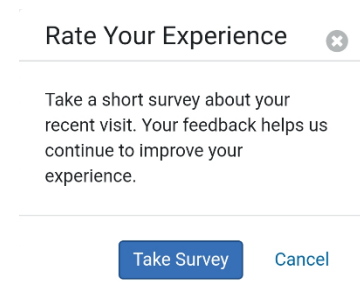 Rate Your Experience
Take a short survey about your
recent visit. Your feedback helps us
continue to improve your
experience.
Take Survey
Cancel